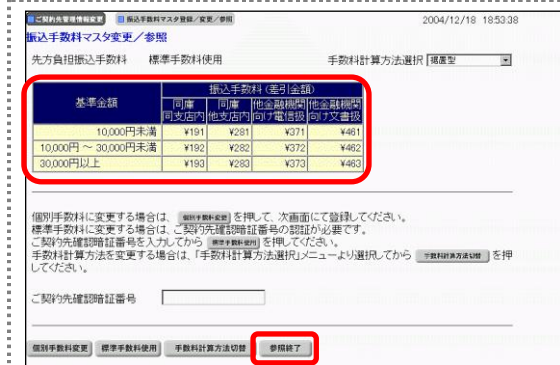 ご契約先管理情報変更 振込手数料マスタ登録／変更／参照 2004/12/18 18:53:38
振込手数料マスタ変更／参照
先方負担振込手数料 標準手数料使用 手数料計算方法選択 据置型
基準金額 振込手数料（差引金額）
同庫同支店内 同庫他支店内 他金融機関向け電信扱 他金融機関向け文書扱
10,000円未満 ¥191 ¥281 ¥371 ¥461
10,000円 ～ 30,000円未満 ¥192 ¥282 ¥372 ¥462
30,000円以上 ¥193 ¥283 ¥373 ¥463
個別手数料に変更する場合は、 個別手数料変更 を押して、次画面にて登録してください。
標準手数料に変更する場合は、ご契約先確認暗証番号の認証が必要です。
ご契約先確認暗証番号を入力してから 標準手数料使用 を押してください。
手数料計算方法を変更する場合は、「手数料計算方法選択」メニューより選択してから 手数料計算方法切替 を押
してください。
ご契約先確認暗証番号
個別手数料変更 標準手数料使用 手数料計算方法切替 参照終了